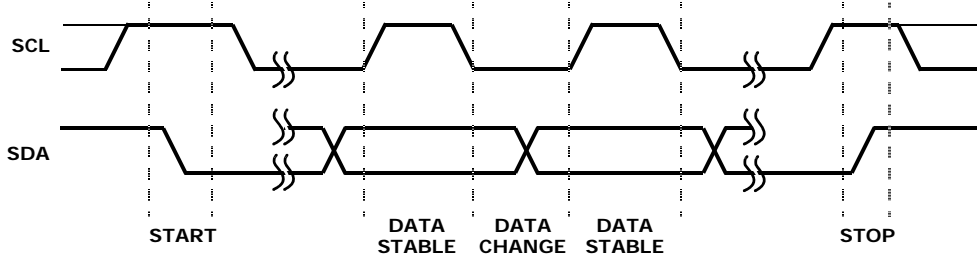 SCL
SDA
START
DATA
STABLE
DATA
CHANGE
DATA
STABLE
STOP